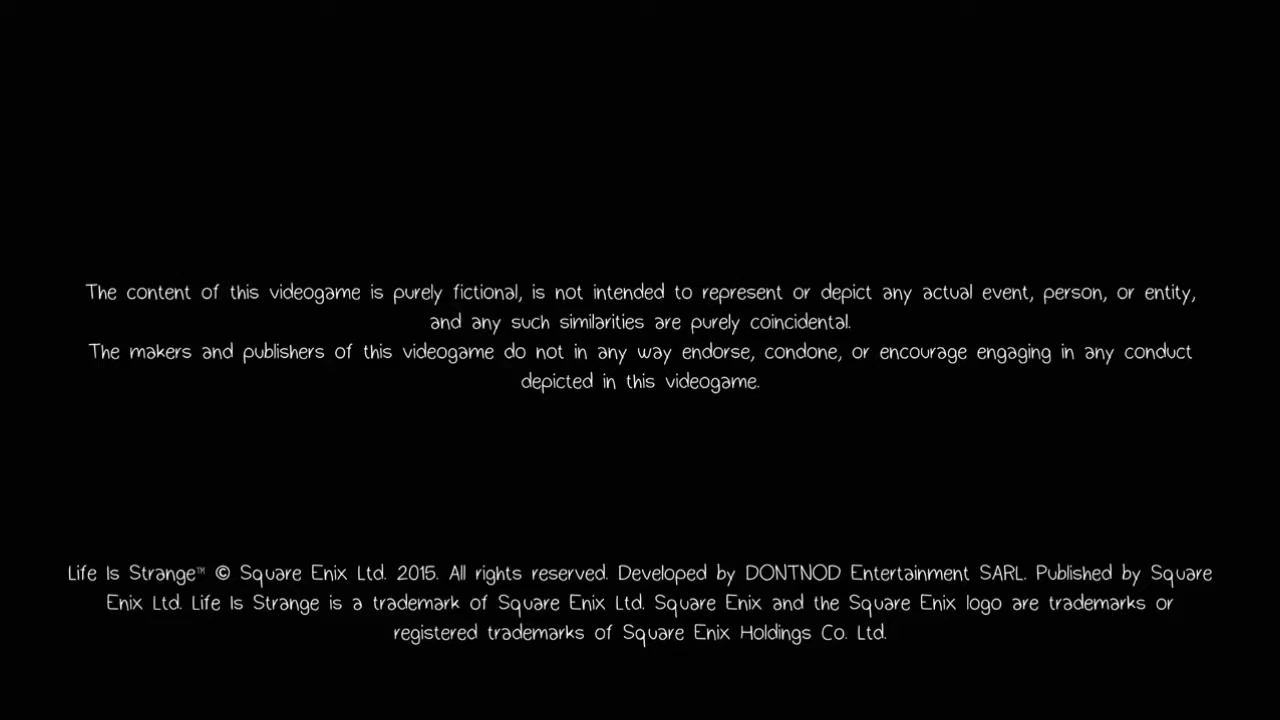 The content of this videogame is purely fictional, is not intended to represent or depict any actual event, person, or entity,
and any such similarities are purely coincidental.
The makers and publishers of this videogame do not in any way endorse, condone, or encourage engaging in any conduct
depicted in this videogame.
Life Is Strange™ © Square Enix Ltd. 2015. All rights reserved. Developed by DONTNOD Entertainment SARL. Published by Square
Enix Ltd. Life Is Strange is a trademark of Square Enix Ltd. Square Enix and the Square Enix logo are trademarks or
registered trademarks of Square Enix Holdings Co. Ltd.